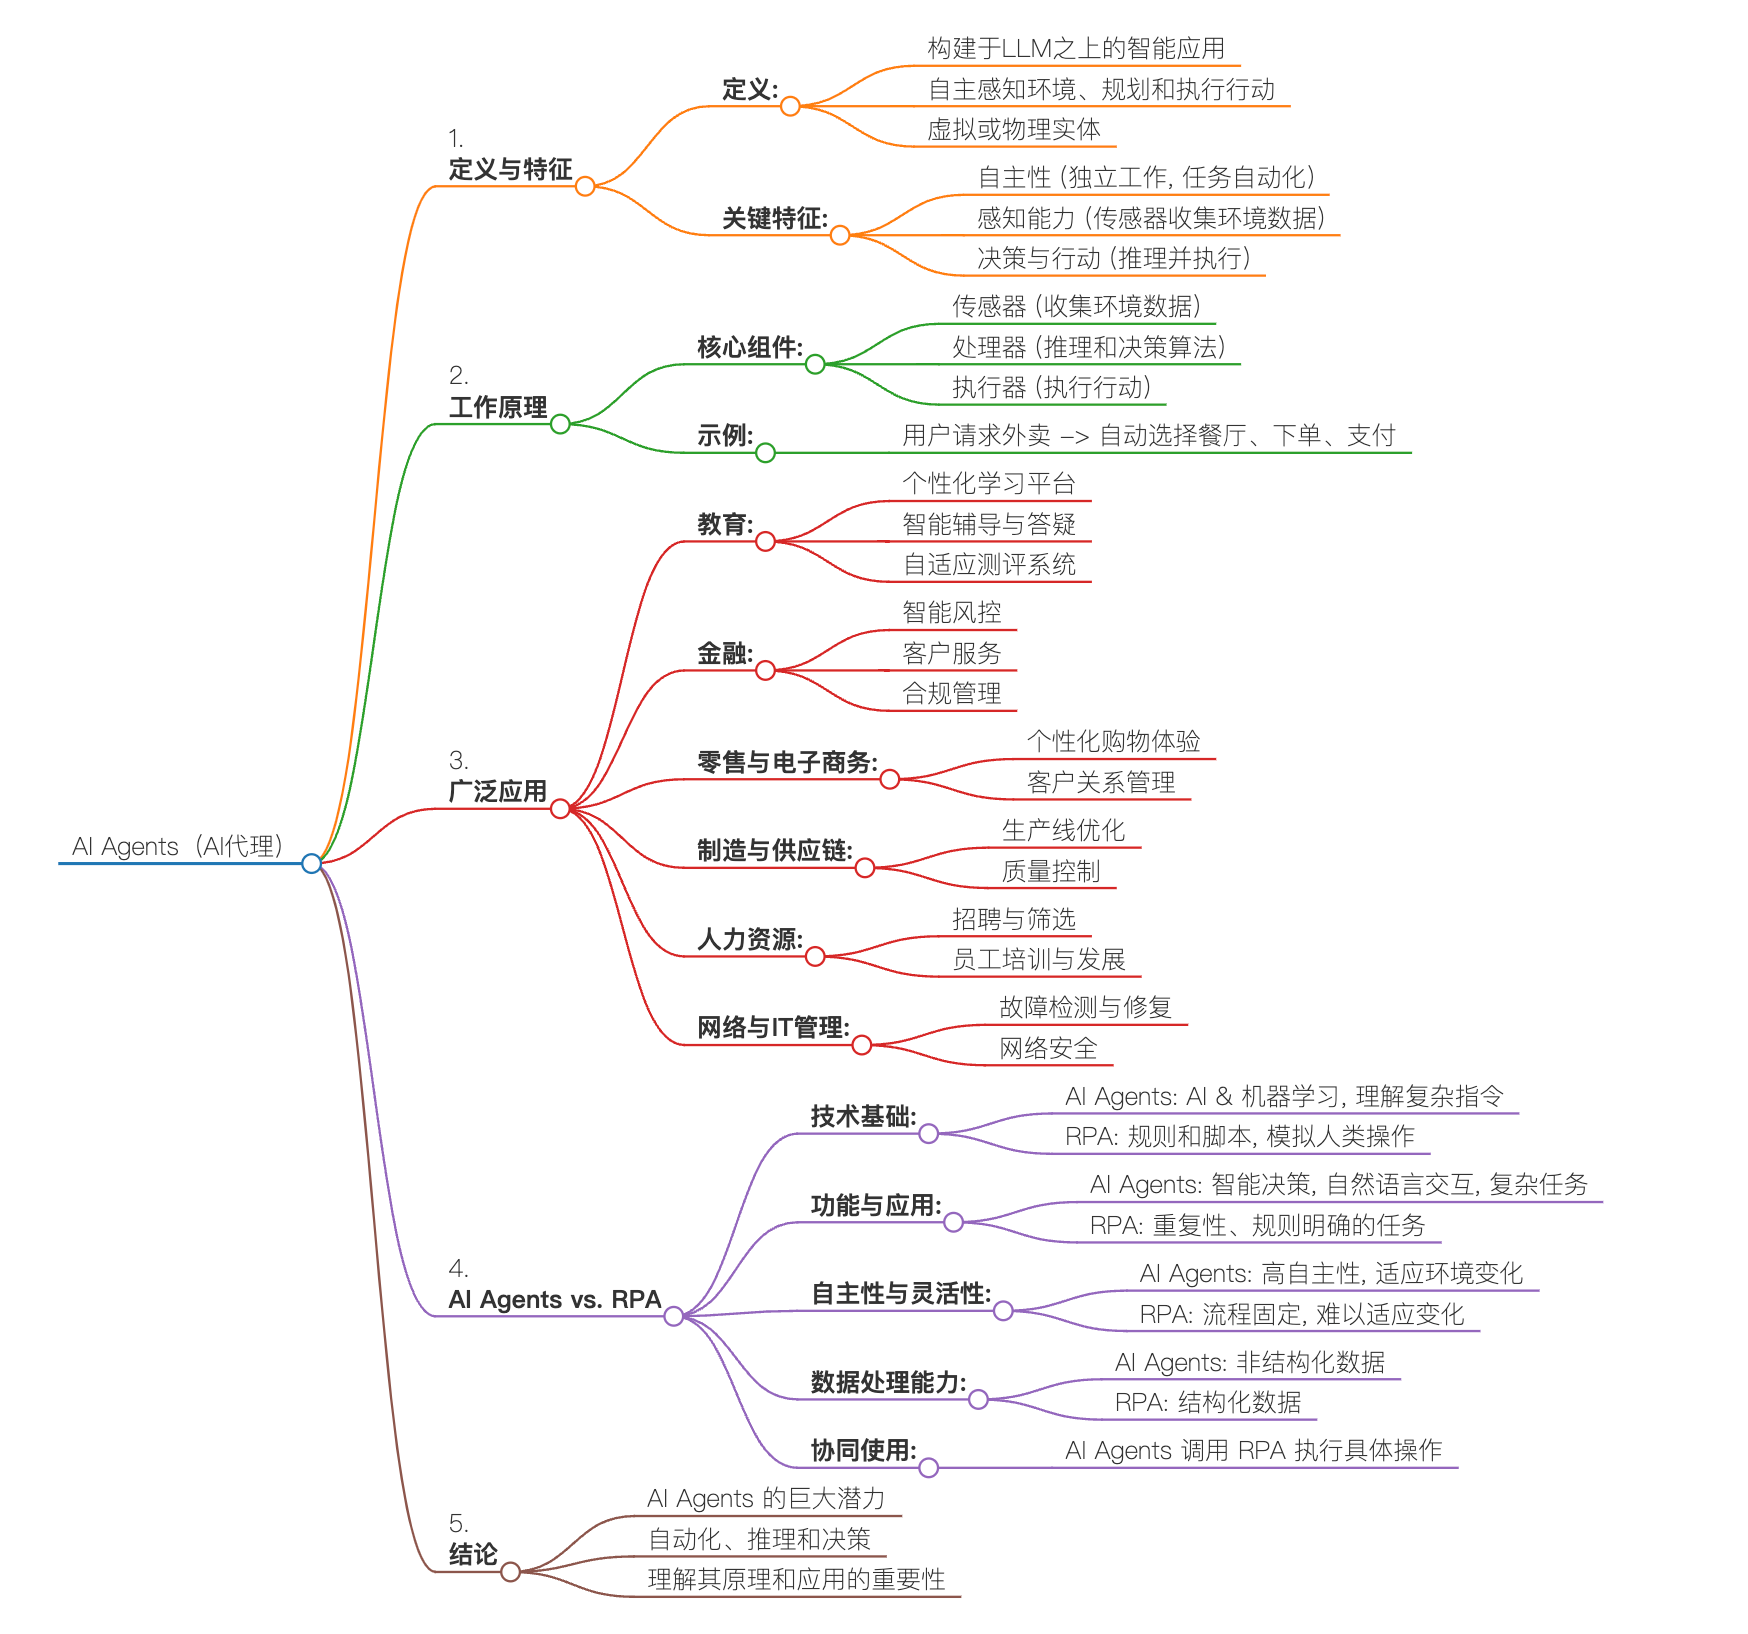 AI Agents（AI代理）
1.
定义与特征
定义:
构建于LLM之上的智能应用
自主感知环境、规划和执行行动
虚拟或物理实体
关键特征:
自主性 (独立工作, 任务自动化)
感知能力 (传感器收集环境数据)
决策与行动 (推理并执行)
2.
工作原理
核心组件:
传感器 (收集环境数据)
处理器 (推理和决策算法)
执行器 (执行行动)
示例:
用户请求外卖 -> 自动选择餐厅、下单、支付
3.
广泛应用
教育:
个性化学习平台
智能辅导与答疑
自适应测评系统
金融:
智能风控
客户服务
合规管理
零售与电子商务:
个性化购物体验
客户关系管理
制造与供应链:
生产线优化
质量控制
人力资源:
招聘与筛选
员工培训与发展
网络与IT管理:
故障检测与修复
网络安全
4.
AI Agents vs. RPA
技术基础:
AI Agents: AI & 机器学习, 理解复杂指令
RPA: 规则和脚本, 模拟人类操作
功能与应用:
AI Agents: 智能决策, 自然语言交互, 复杂任务
RPA: 重复性、规则明确的任务
自主性与灵活性:
AI Agents: 高自主性, 适应环境变化
RPA: 流程固定, 难以适应变化
数据处理能力:
AI Agents: 非结构化数据
RPA: 结构化数据
协同使用:
AI Agents 调用 RPA 执行具体操作
5.
结论
AI Agents 的巨大潜力
自动化、推理和决策
理解其原理和应用的重要性